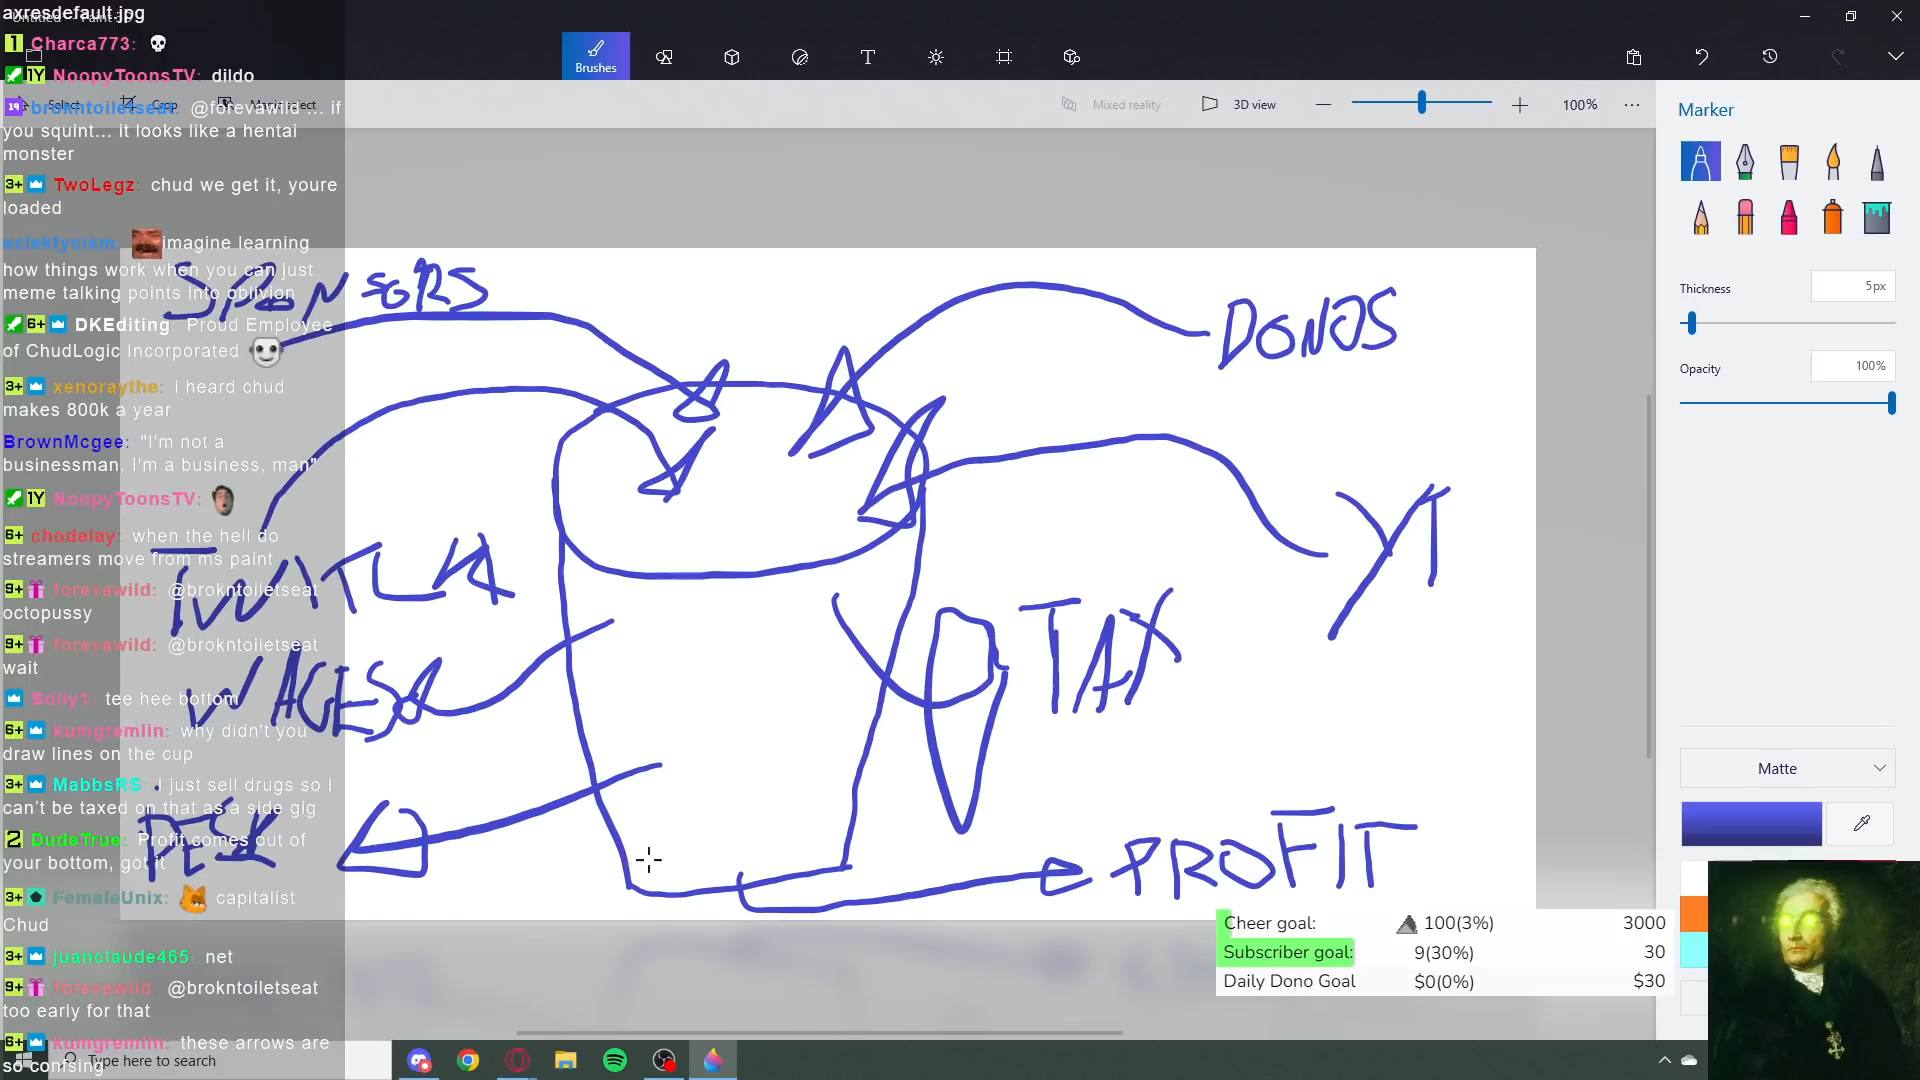 axresdefault.jpg
Charca773:
NoopyToonsTV: dildo
brokntoiletseat: @forevawild ... if
you squint... it looks like a hentai
monster
TwoLegz: chud we get it, youre
loaded
imagine learning
how things work when you can just
meme talking points into oblivion
DKEditing: Proud Employee
of ChudLogic Incorporated
xenoraythe: i heard chud
makes 800k a year
BrownMcgee: "I'm not a
businessman, I'm a business, man"
NoopyToonsTV:
chodelay: when the hell do
streamers move from ms paint
forevawild: @brokntoiletseat
octopussy
forevawild: @brokntoiletseat
wait
Solly1: tee hee bottom
kumgremlin: why didn't you
draw lines on the cup
MabbsRS: I just sell drugs so I
can't be taxed on that as a side gig
DudeTrue: Profit comes out of
your bottom, got it
FemaleUnix: capitalist
Chud
juanclaude465: net
forevawild: @brokntoiletseat
too early for that
kumgremlin: these arrows are
so confising
Type here to search
Brushes
Select
Crop
Mixed reality
3D view
100%
SPONSORS
DONOS
YT
WAGES
TAX
PROFIT
Marker
Thickness
5px
Opacity
100%
Matte
Cheer goal: 100(3%) 3000
Subscriber goal: 9(30%) 30
Daily Dono Goal $0(0%) $30